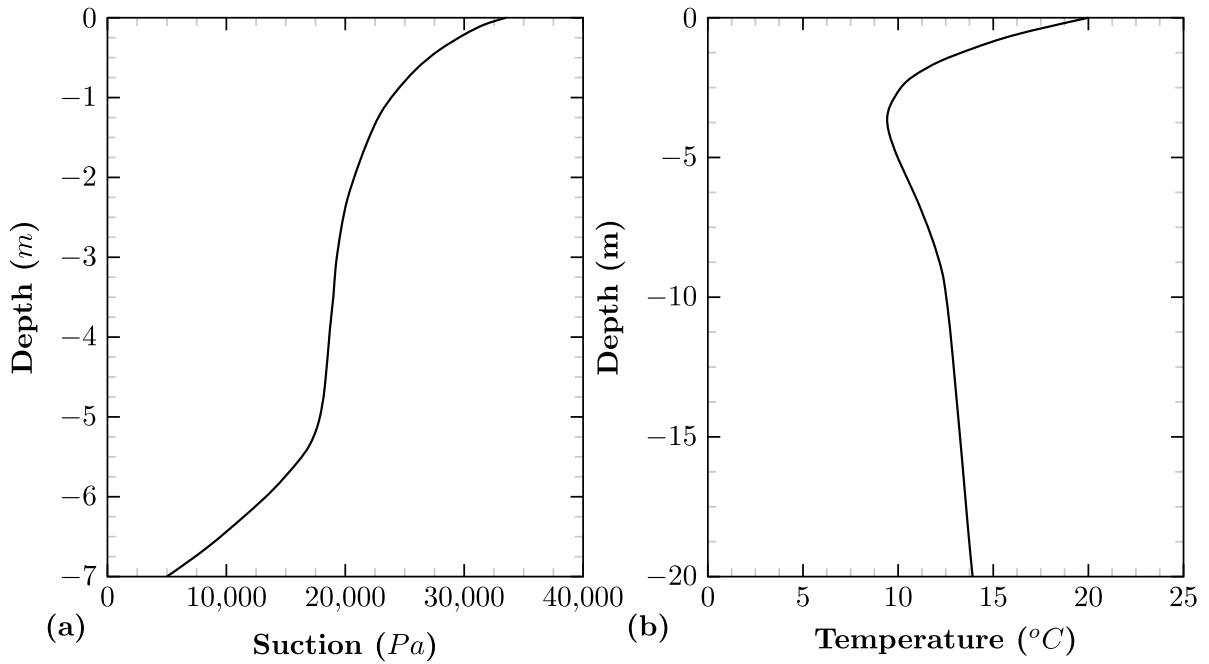 0
−1
−2
−3
−4
−5
−6
−7
0 10,000 20,000 30,000 40,000
Depth (m)
Suction (Pa)
(a)
0
−5
−10
−15
−20
0 5 10 15 20 25
Depth (m)
Temperature (°C)
(b)